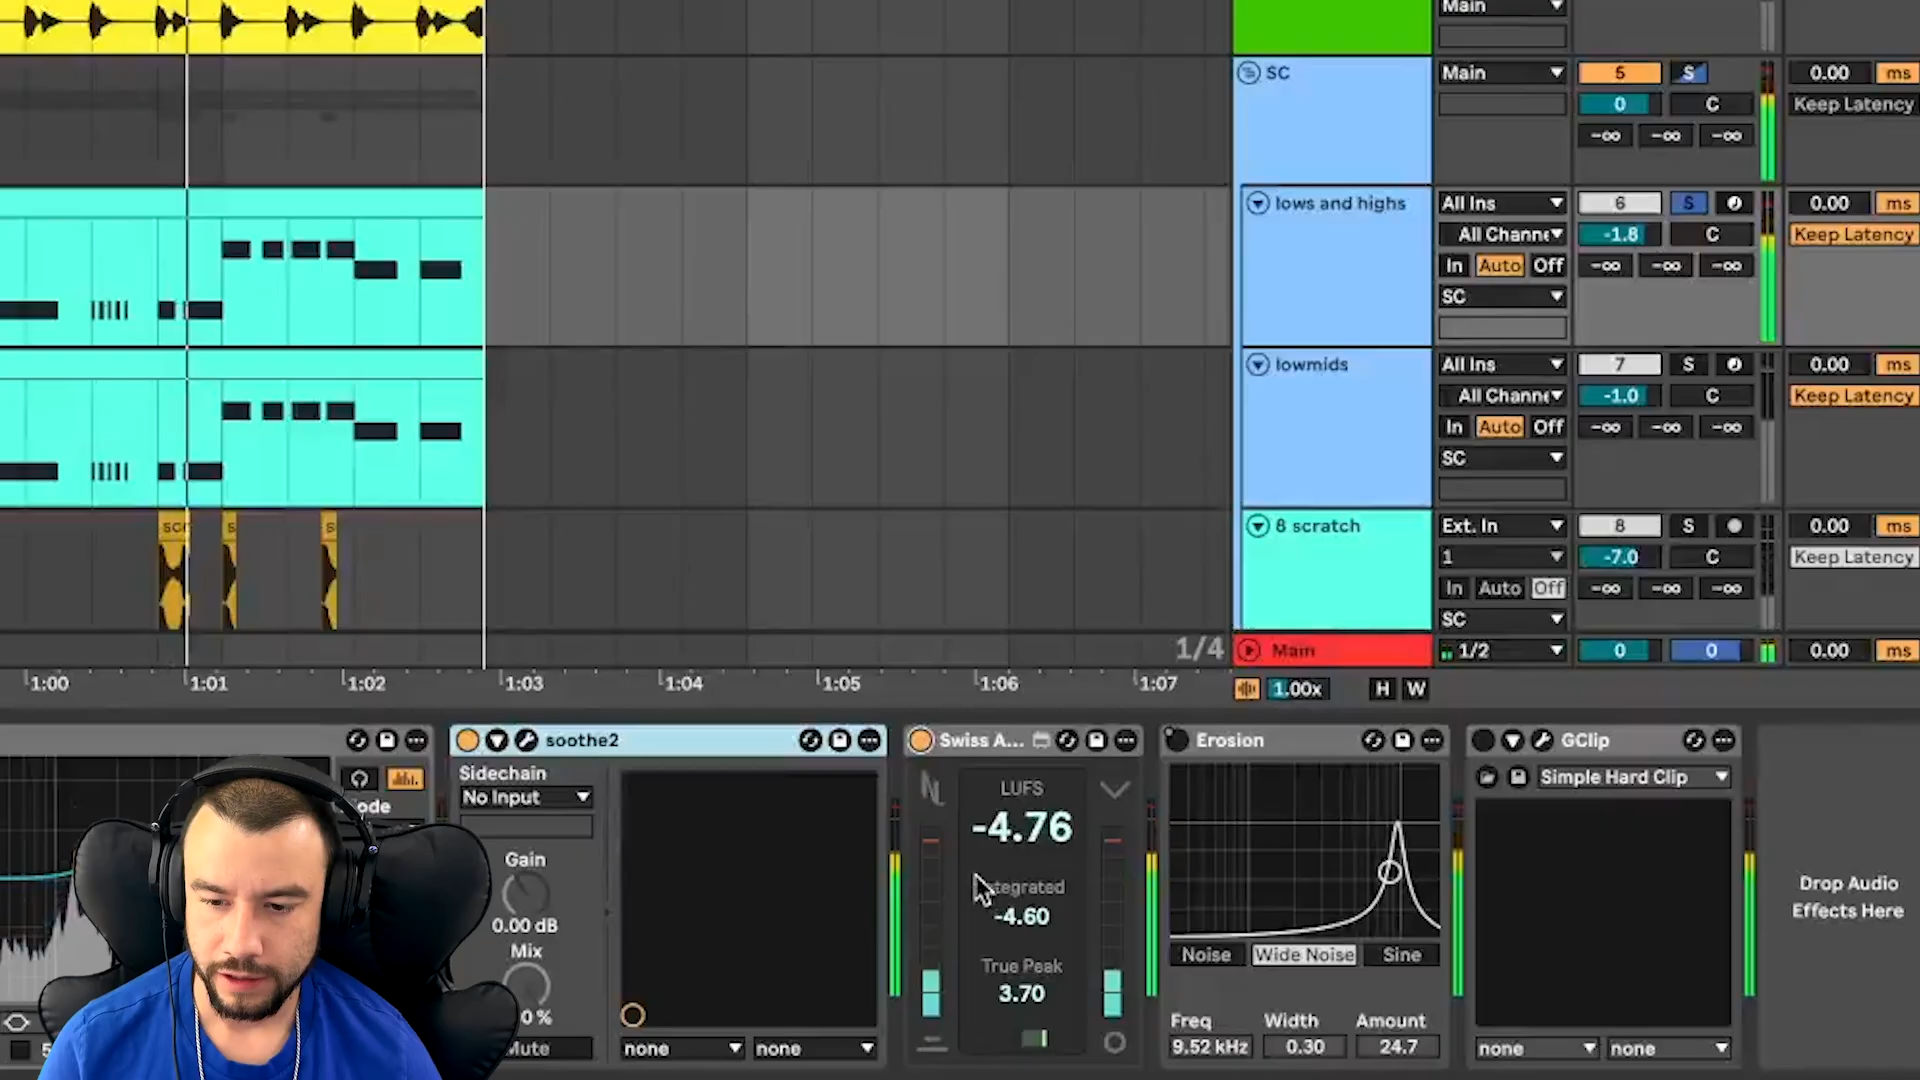 Main
SC
Main
5
S
0.00
ms
0
C
Keep Latency
-∞
-∞
-∞
lows and highs
All Ins
6
S
0.00
ms
All Channe
-1.8
C
Keep Latency
In
Auto
Off
-∞
-∞
-∞
SC
lowmids
All Ins
7
S
0.00
ms
All Channe
-1.0
C
Keep Latency
In
Auto
Off
-∞
-∞
-∞
SC
scr
s
s
8 scratch
Ext. In
8
S
0.00
ms
1
-7.0
C
Keep Latency
In
Auto
Off
-∞
-∞
-∞
SC
1/4
Main
1/2
0
0
0.00
ms
1:00
1:01
1:02
1:03
1:04
1:05
1:06
1:07
1.00x
H
W
soothe2
Sidechain
No Input
Gain
0.00 dB
Mix
0 %
Mute
none
none
Swiss A...
LUFS
-4.76
ntegrated
-4.60
True Peak
3.70
Erosion
Noise
Wide Noise
Sine
Freq
Width
Amount
9.52 kHz
0.30
24.7
GClip
Simple Hard Clip
none
none
Drop Audio
Effects Here
ode
5